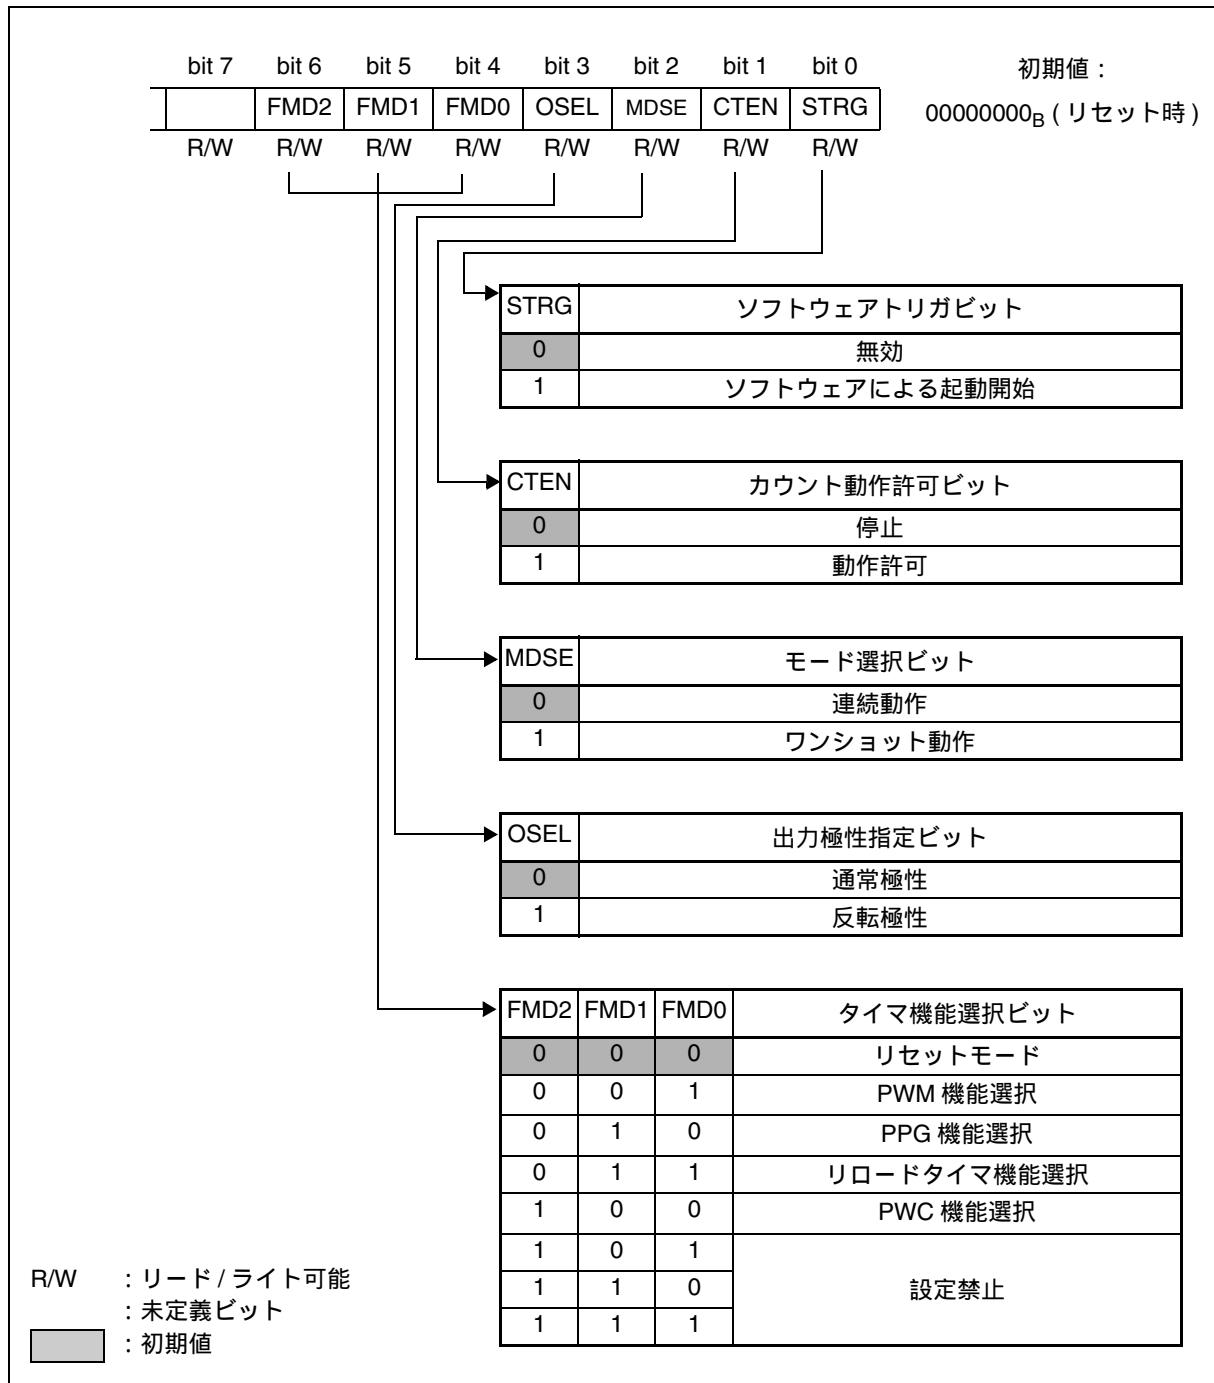 bit 7 bit 6 bit 5 bit 4 bit 3 bit 2 bit 1 bit 0 初期値：
FMD2 FMD1 FMD0 OSEL MDSE CTEN STRG 00000000B ( リセット時 )
R/W R/W R/W R/W R/W R/W R/W R/W
STRG ソフトウェアトリガビット
0 無効
1 ソフトウェアによる起動開始
CTEN カウント動作許可ビット
0 停止
1 動作許可
MDSE モード選択ビット
0 連続動作
1 ワンショット動作
OSEL 出力極性指定ビット
0 通常極性
1 反転極性
FMD2 FMD1 FMD0 タイマ機能選択ビット
0 0 0 リセットモード
0 0 1 PWM 機能選択
0 1 0 PPG 機能選択
0 1 1 リロードタイマ機能選択
1 0 0 PWC 機能選択
1 0 1
1 1 0 設定禁止
1 1 1
R/W ：リード / ライト可能
：未定義ビット
：初期値